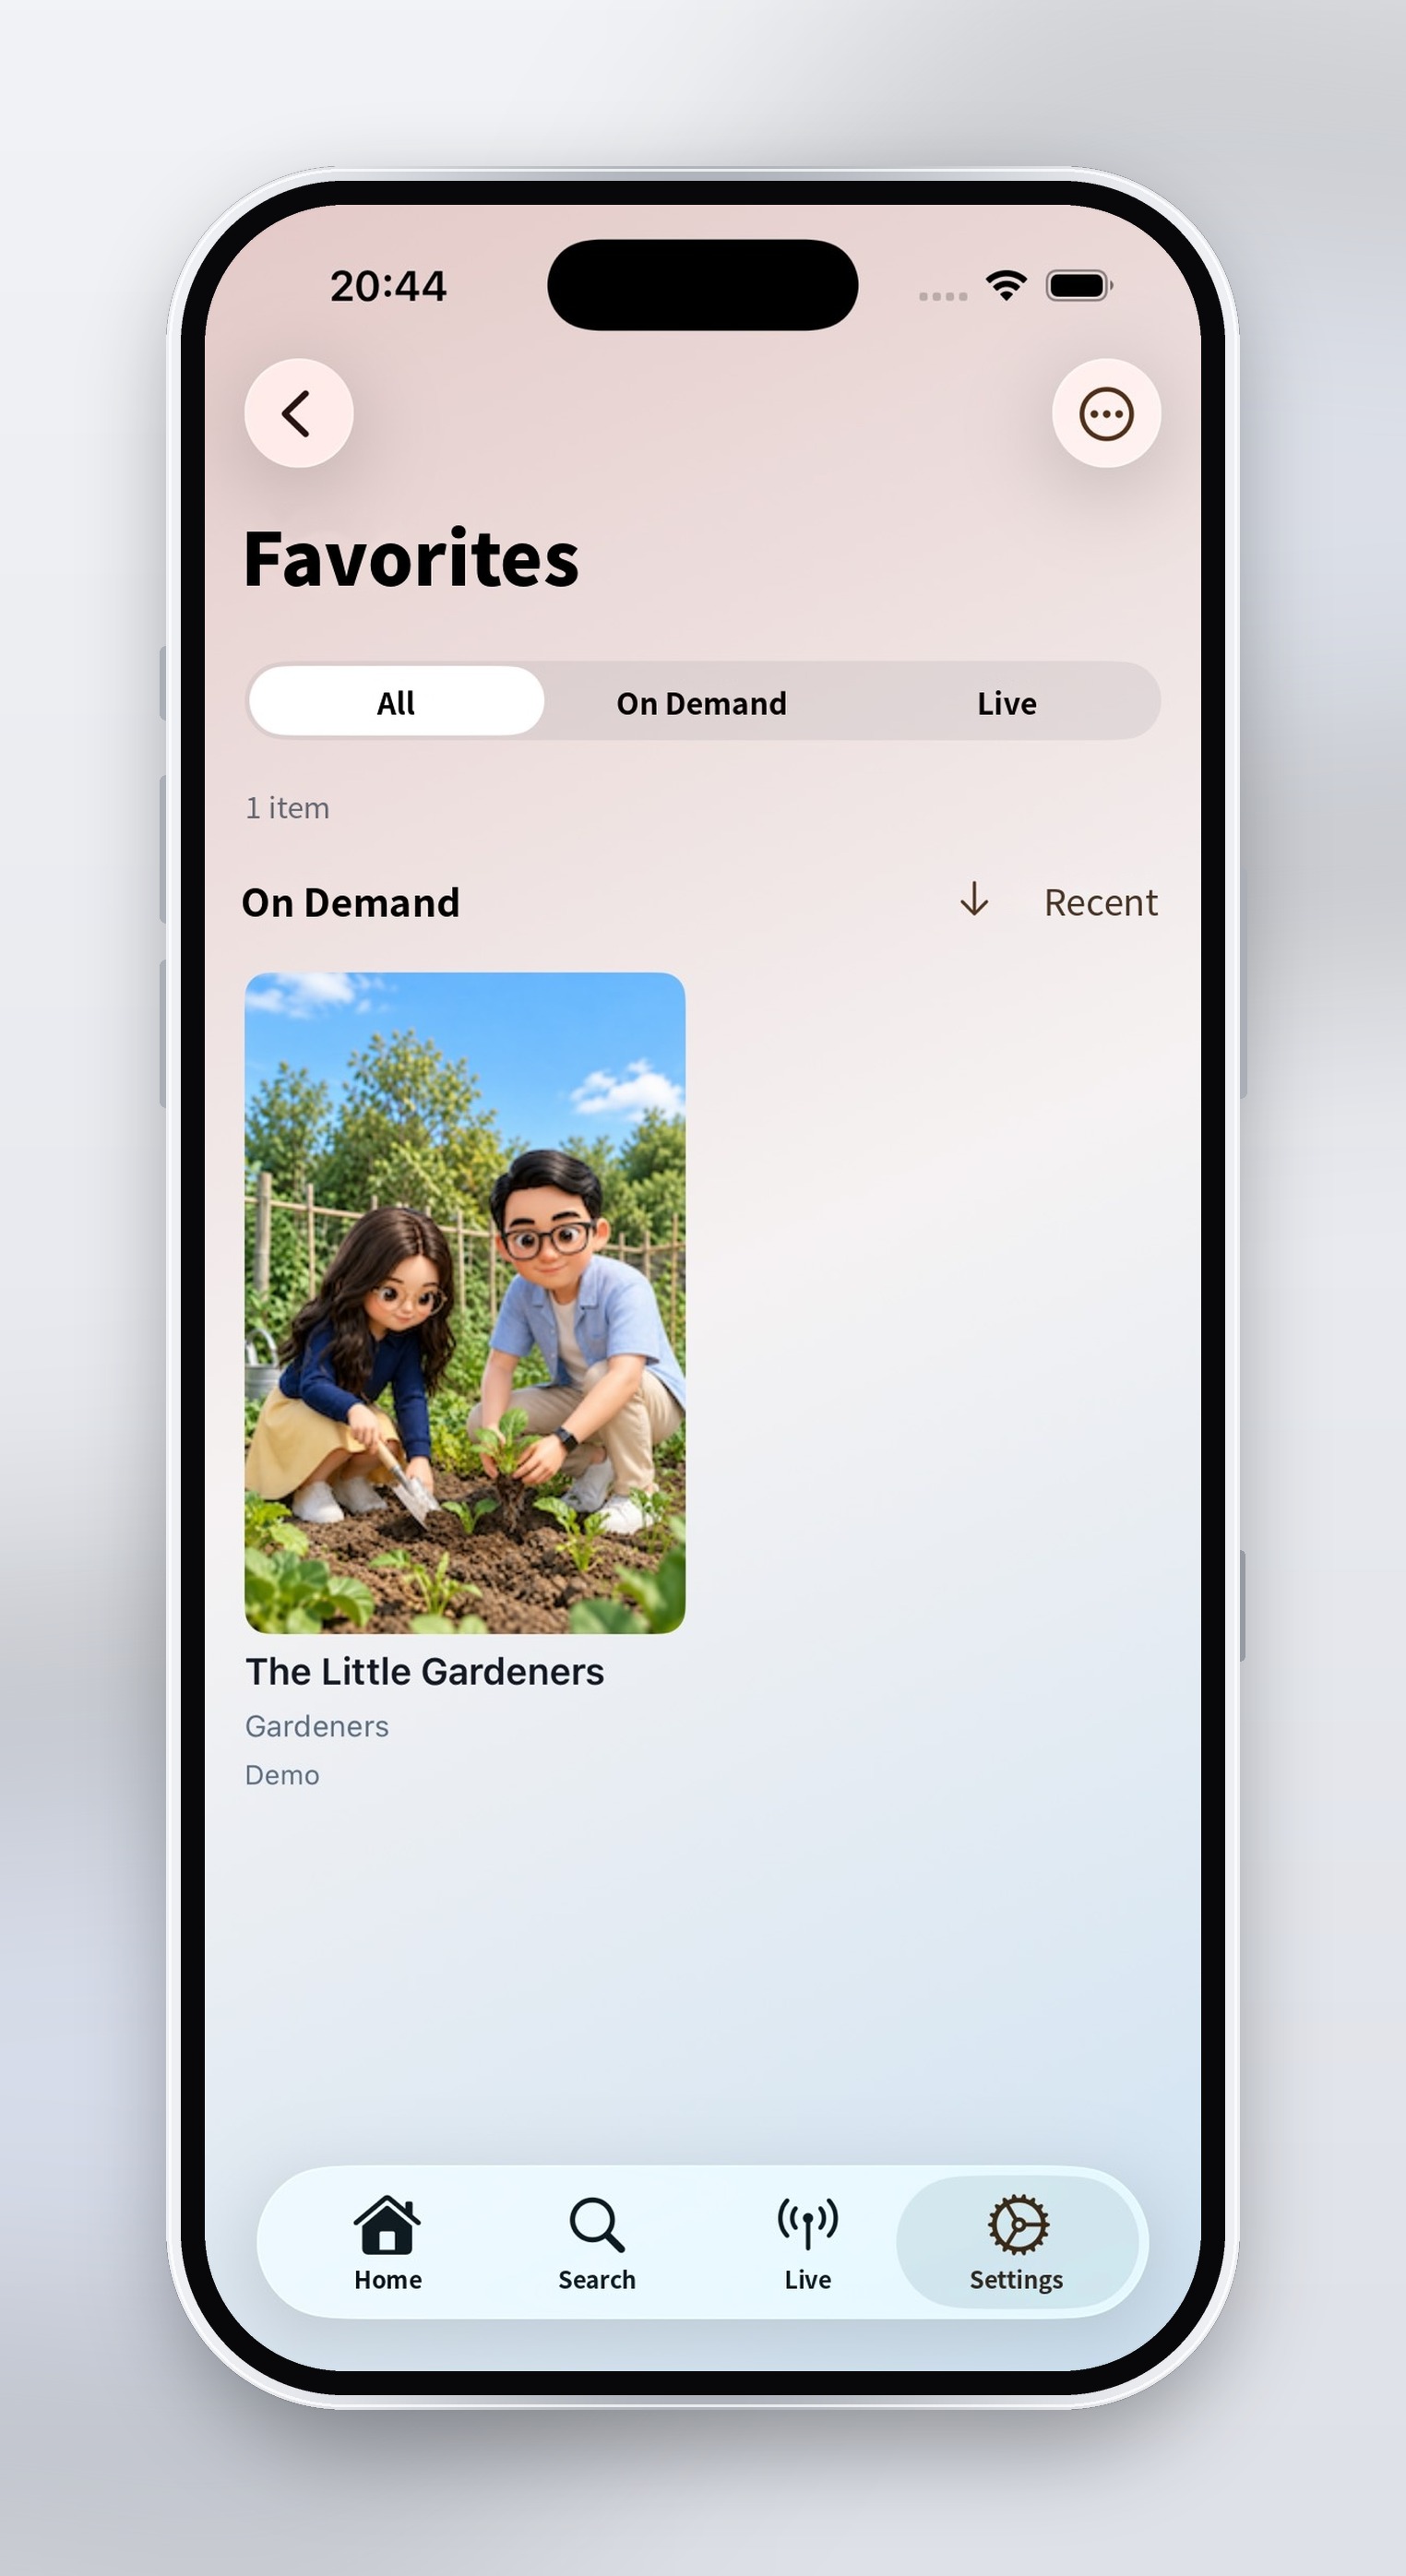 20:44
Favorites
All
On Demand
Live
1 item
On Demand
Recent
The Little Gardeners
Gardeners
Demo
Home
Search
Live
Settings